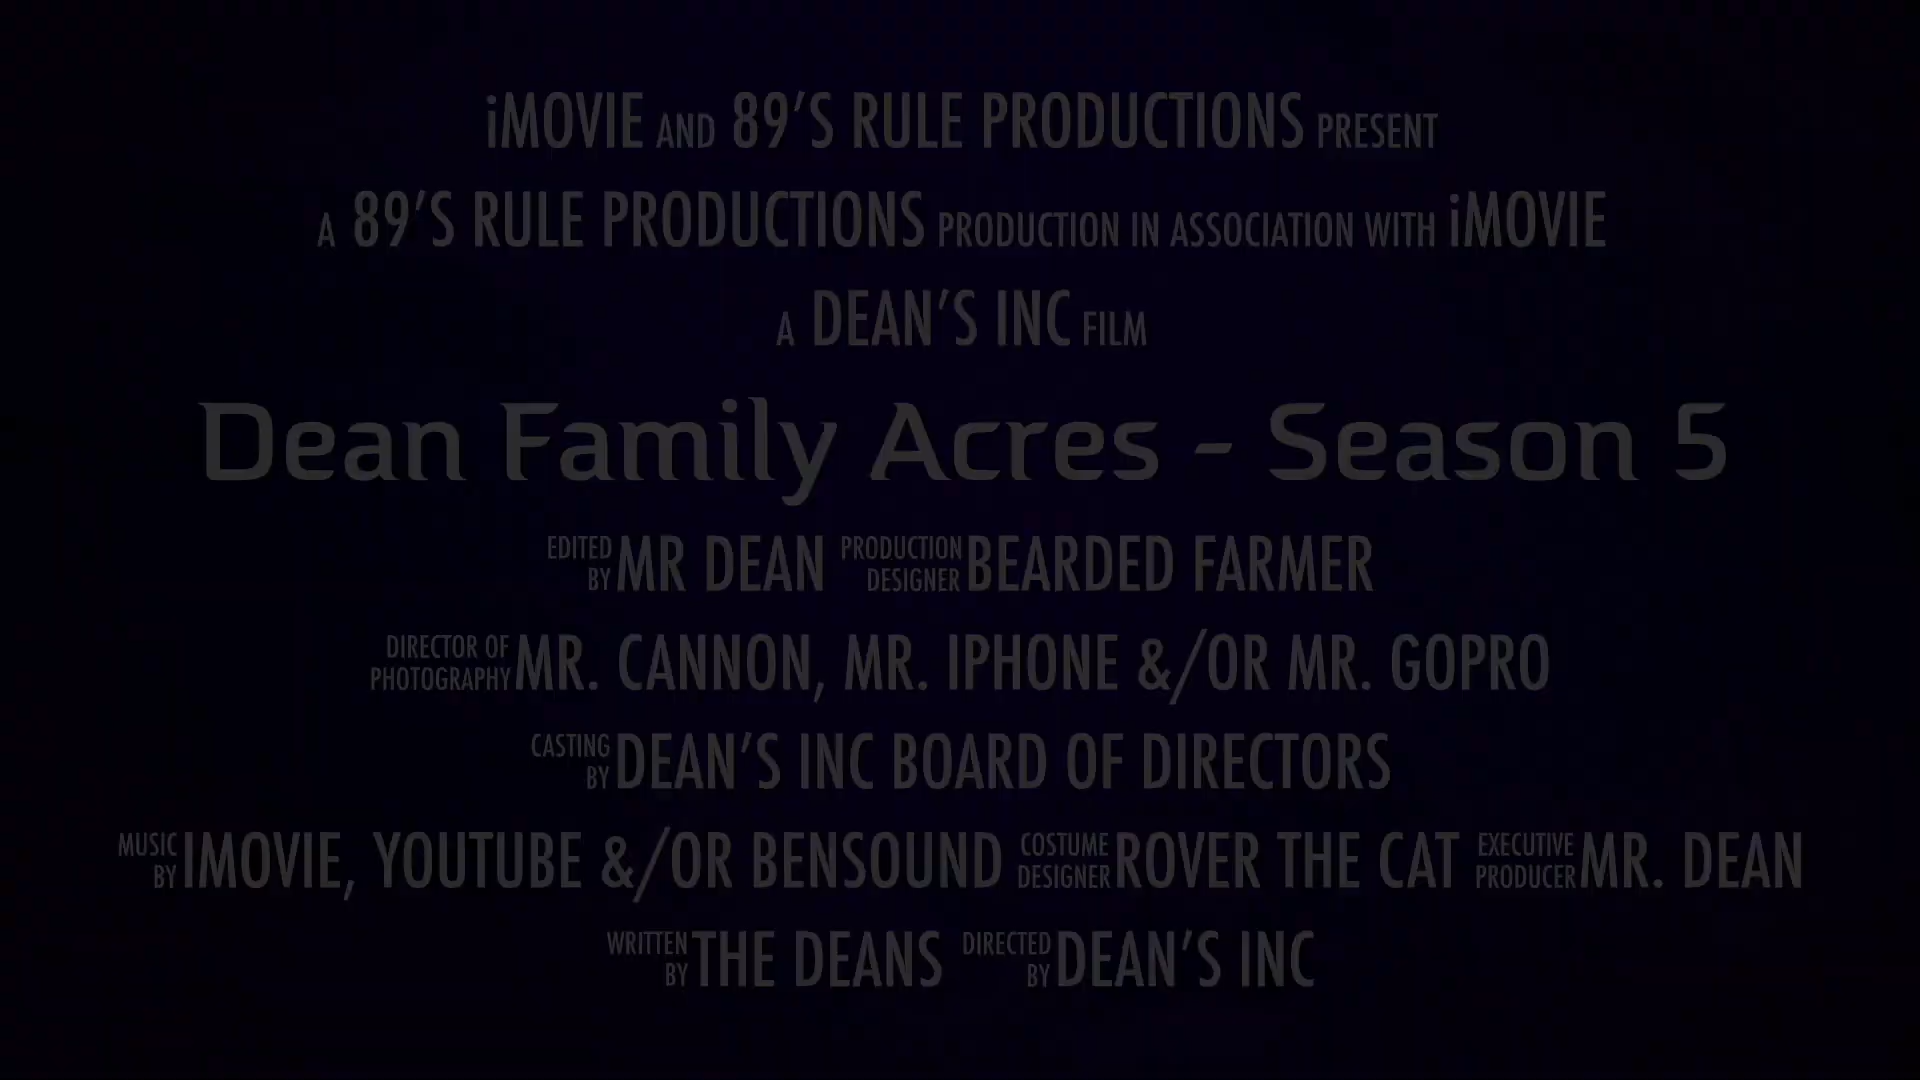 iMOVIE AND 89'S RULE PRODUCTIONS PRESENT
A 89'S RULE PRODUCTIONS PRODUCTION IN ASSOCIATION WITH iMOVIE
A DEAN'S INC FILM
Dean Family Acres - Season 5
EDITED BY MR DEAN PRODUCTION DESIGNER BEARDED FARMER
DIRECTOR OF PHOTOGRAPHY MR. CANNON, MR. IPHONE &/OR MR. GOPRO
CASTING BY DEAN'S INC BOARD OF DIRECTORS
MUSIC BY IMOVIE, YOUTUBE &/OR BENSOUND COSTUME DESIGNER ROVER THE CAT EXECUTIVE PRODUCER MR. DEAN
WRITTEN BY THE DEANS DIRECTED BY DEAN'S INC